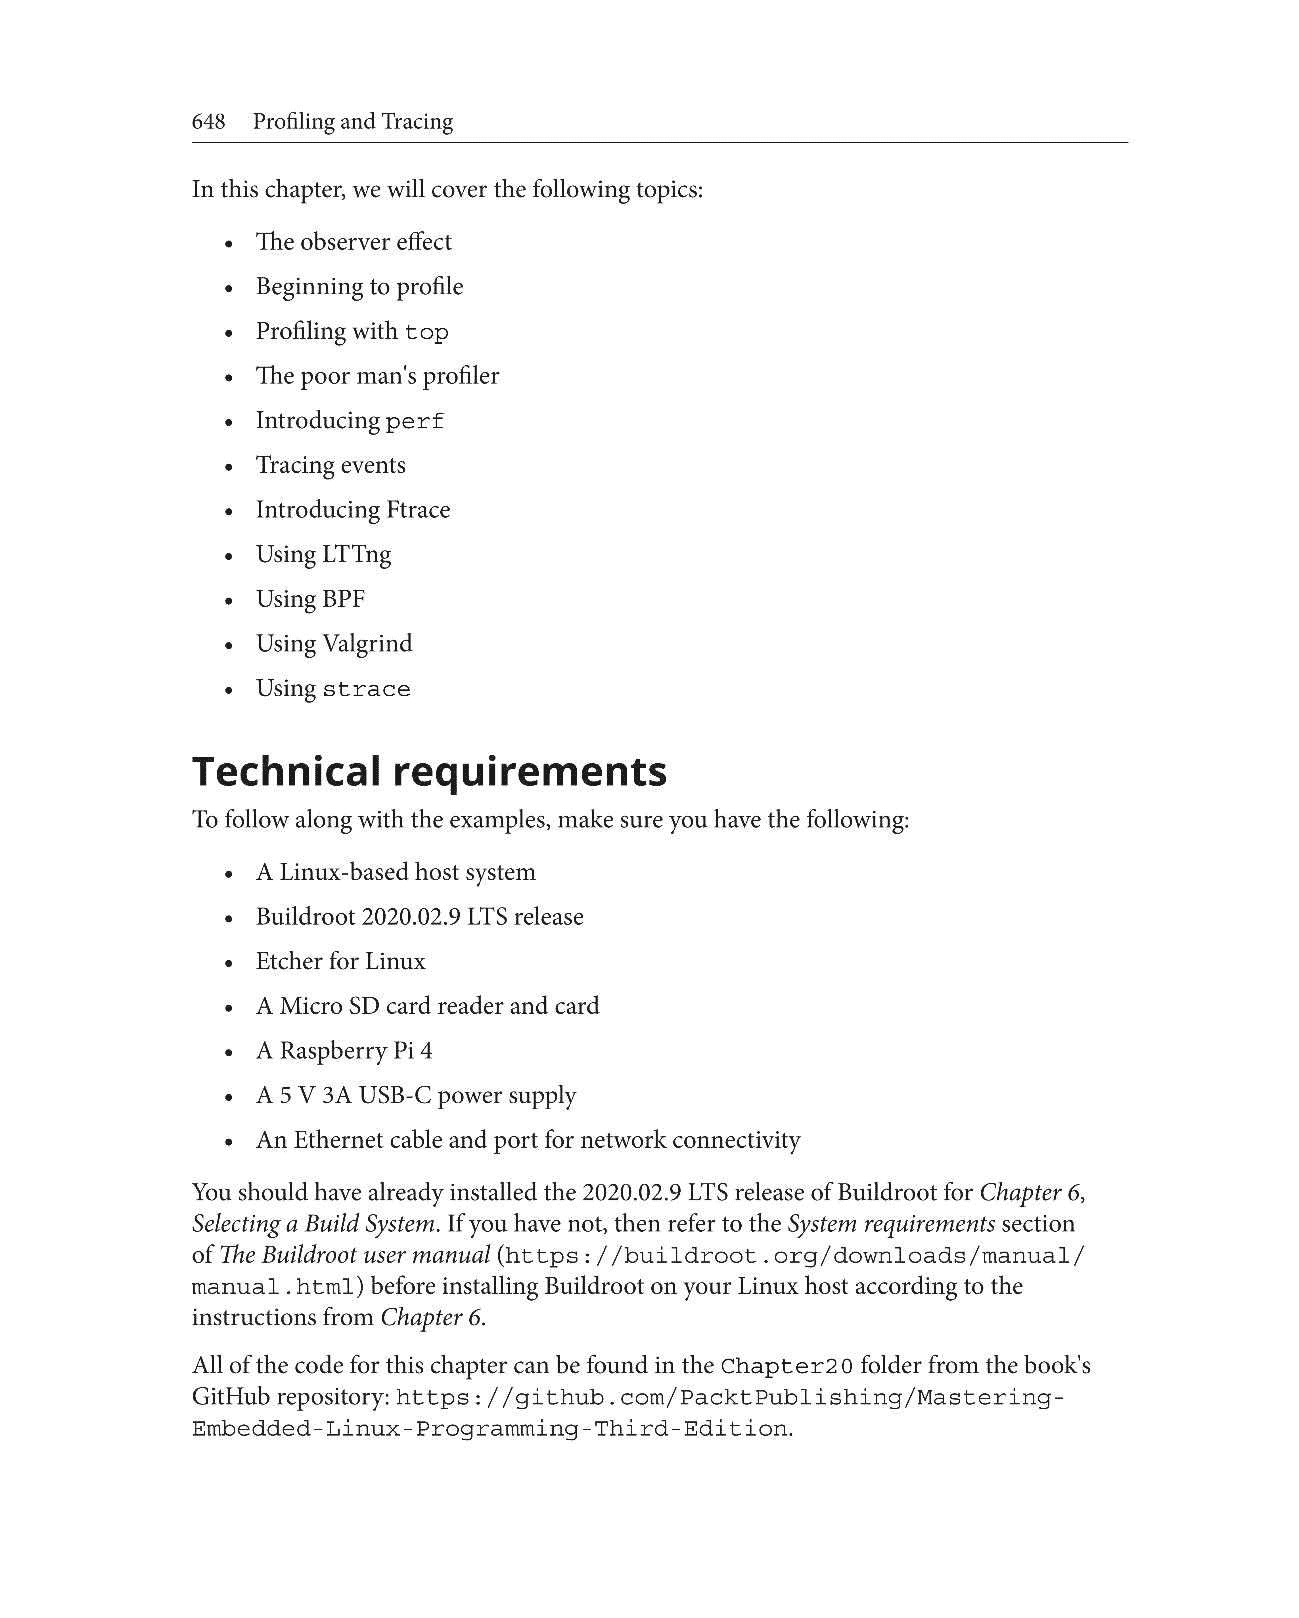 648 Profiling and Tracing
In this chapter, we will cover the following topics:
• The observer effect
• Beginning to profile
• Profiling with top
• The poor man's profiler
• Introducing perf
• Tracing events
• Introducing Ftrace
• Using LTTng
• Using BPF
• Using Valgrind
• Using strace
Technical requirements
To follow along with the examples, make sure you have the following:
• A Linux-based host system
• Buildroot 2020.02.9 LTS release
• Etcher for Linux
• A Micro SD card reader and card
• A Raspberry Pi 4
• A 5 V 3A USB-C power supply
• An Ethernet cable and port for network connectivity
You should have already installed the 2020.02.9 LTS release of Buildroot for Chapter 6,
Selecting a Build System. If you have not, then refer to the System requirements section
of The Buildroot user manual (https://buildroot.org/downloads/manual/
manual.html) before installing Buildroot on your Linux host according to the
instructions from Chapter 6.
All of the code for this chapter can be found in the Chapter20 folder from the book's
GitHub repository: https://github.com/PacktPublishing/Mastering-
Embedded-Linux-Programming-Third-Edition.